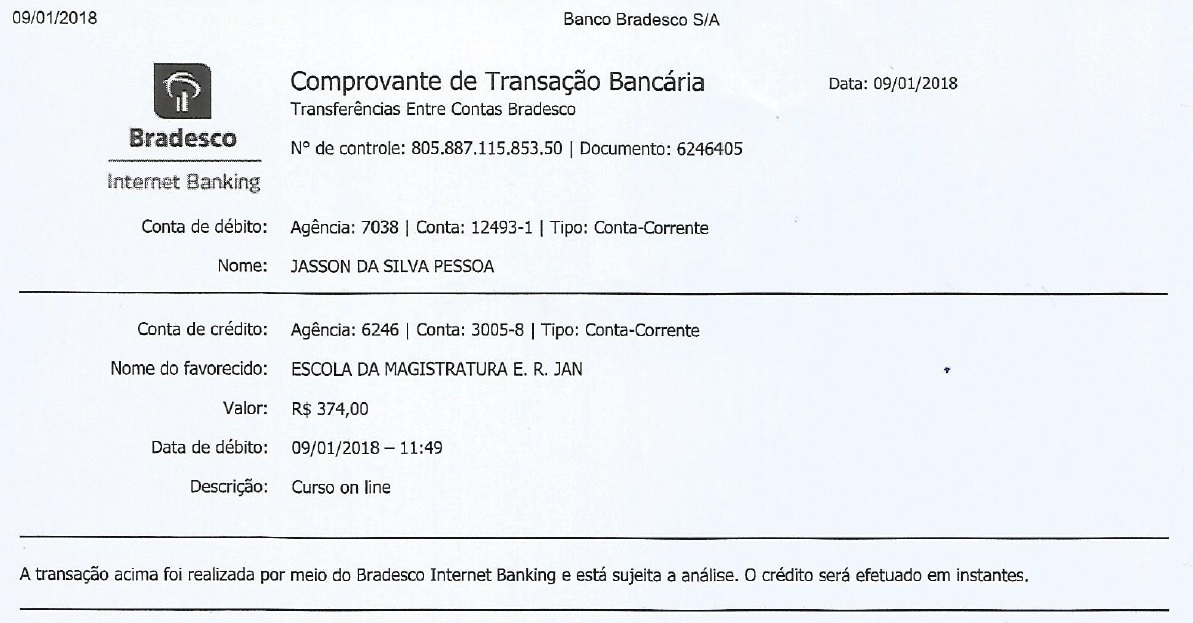 09/01/2018 Banco Bradesco S/A
Comprovante de Transação Bancária Data: 09/01/2018
Transferências Entre Contas Bradesco
Bradesco
Nº de controle: 805.887.115.853.50 | Documento: 6246405
Internet Banking
Conta de débito: Agência: 7038 | Conta: 12493-1 | Tipo: Conta-Corrente
Nome: JASSON DA SILVA PESSOA
Conta de crédito: Agência: 6246 | Conta: 3005-8 | Tipo: Conta-Corrente
Nome do favorecido: ESCOLA DA MAGISTRATURA E. R. JAN
Valor: R$ 374,00
Data de débito: 09/01/2018 – 11:49
Descrição: Curso on line
A transação acima foi realizada por meio do Bradesco Internet Banking e está sujeita a análise. O crédito será efetuado em instantes.